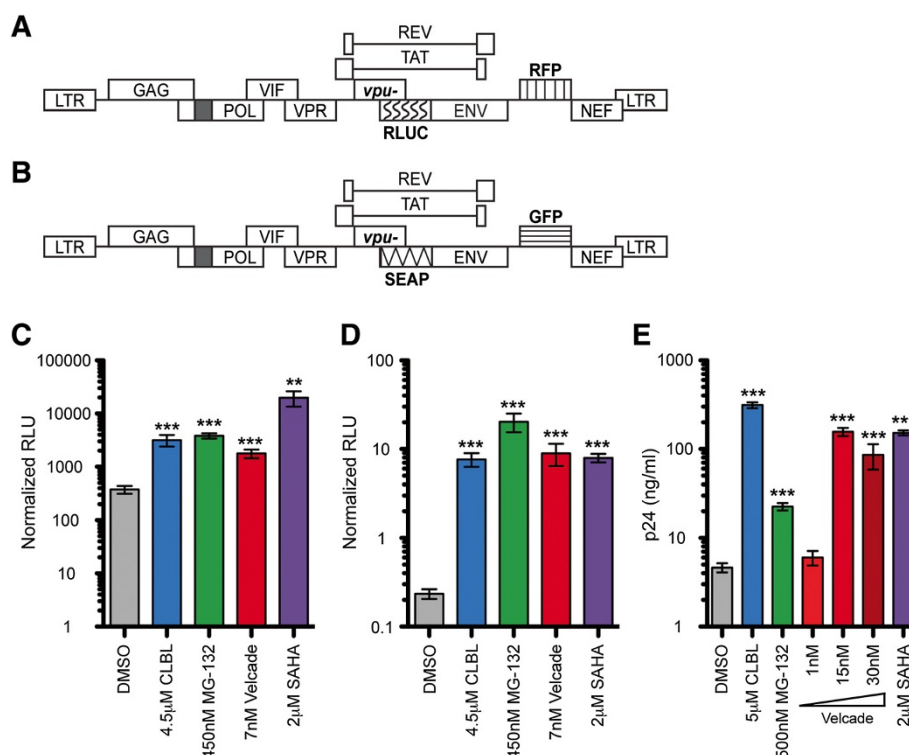 A
REV
TAT
RFP
GAG
VIF
vpu-
LTR
LTR
POL
VPR
ENV
NEF
RLUC
B
REV
TAT
GFP
GAG
VIF
vpu-
LTR
LTR
POL
VPR
ENV
NEF
SEAP
C
Normalized RLU
100000
10000
1000
100
10
1
*** *** *** **
DMSO
4.5µM CLBL
450nM MG-132
7nM Velcade
2µM SAHA
D
Normalized RLU
100
10
1
0.1
*** *** *** ***
DMSO
4.5µM CLBL
450nM MG-132
7nM Velcade
2µM SAHA
E
p24 (ng/ml)
1000
100
10
1
*** *** *** *** ***
DMSO
5µM CLBL
500nM MG-132
1nM
15nM
30nM
Velcade
2µM SAHA